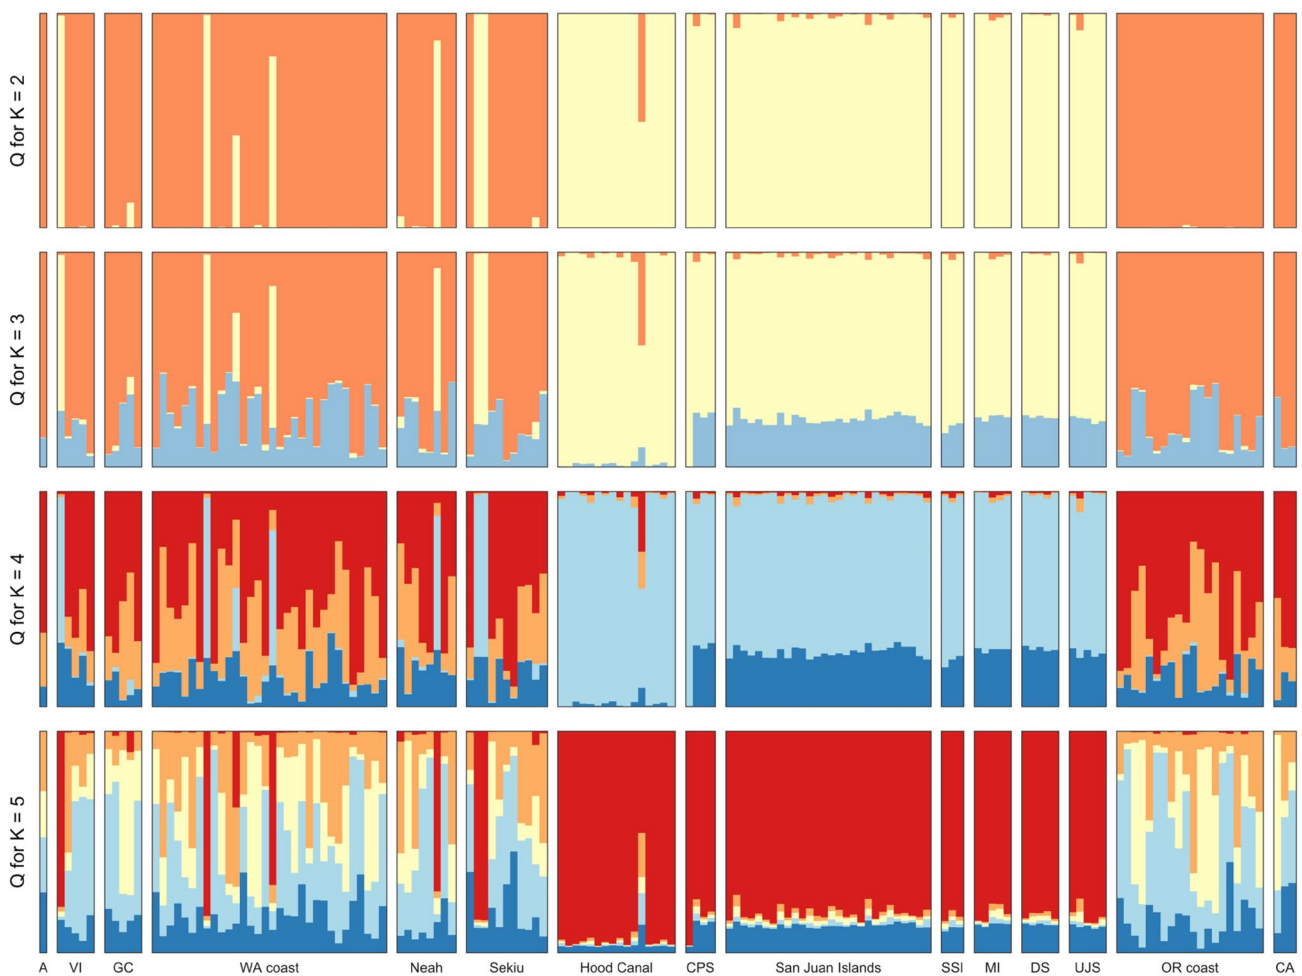 Q for K = 2
Q for K = 3
Q for K = 4
Q for K = 5
A VI GC WA coast Neah Sekiu Hood Canal CPS San Juan Islands SSI MI DS UJS OR coast CA